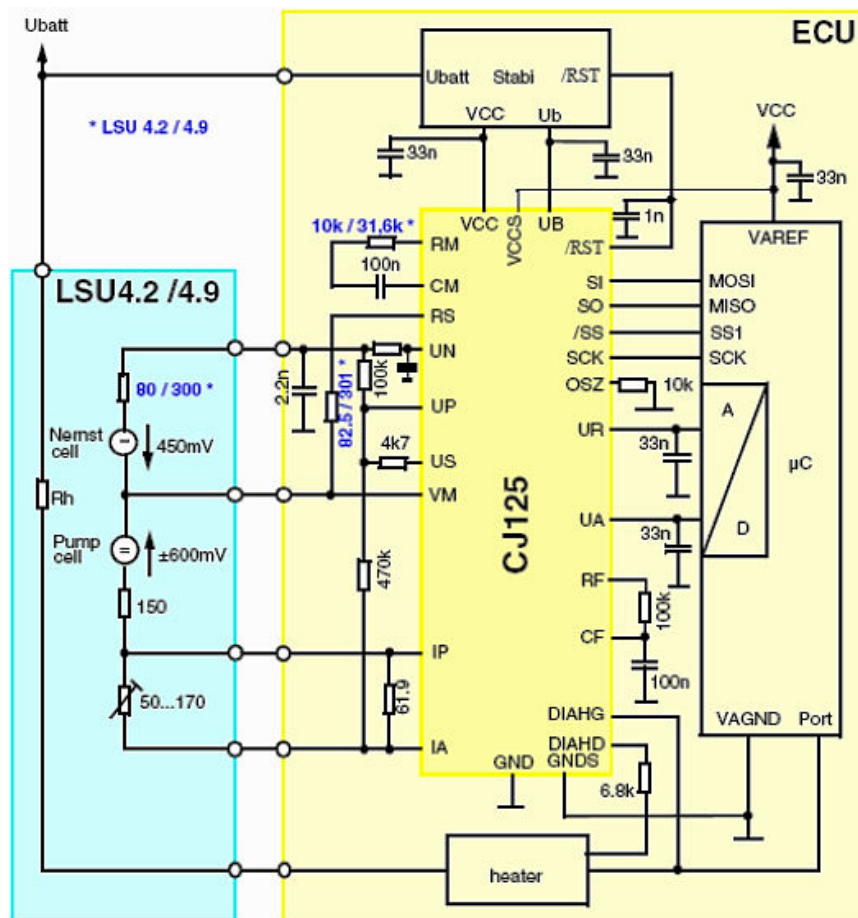 Ubatt
ECU
Ubatt Stabi /RST
VCC Ub
* LSU 4.2 / 4.9
33n
33n
VCC
33n
10k / 31,6k *
VCC
VCCS
UB
1n
/RST
VAREF
RM
100n
CM
SI
MOSI
LSU4.2 /4.9
RS
SO
MISO
/SS
SS1
UN
SCK
SCK
80 / 300 *
2.2n
82.5 / 301 *
100k
OSZ
10k
A
UP
Nernst
cell
450mV
4k7
UR
33n
µC
US
Rh
VM
CJ125
UA
D
Pump
cell
±600mV
33n
470k
RF
150
100k
CF
IP
100n
50...170
61.9
DIAHG
VAGND
Port
IA
DIAHD
GND
GNDS
6.8k
heater